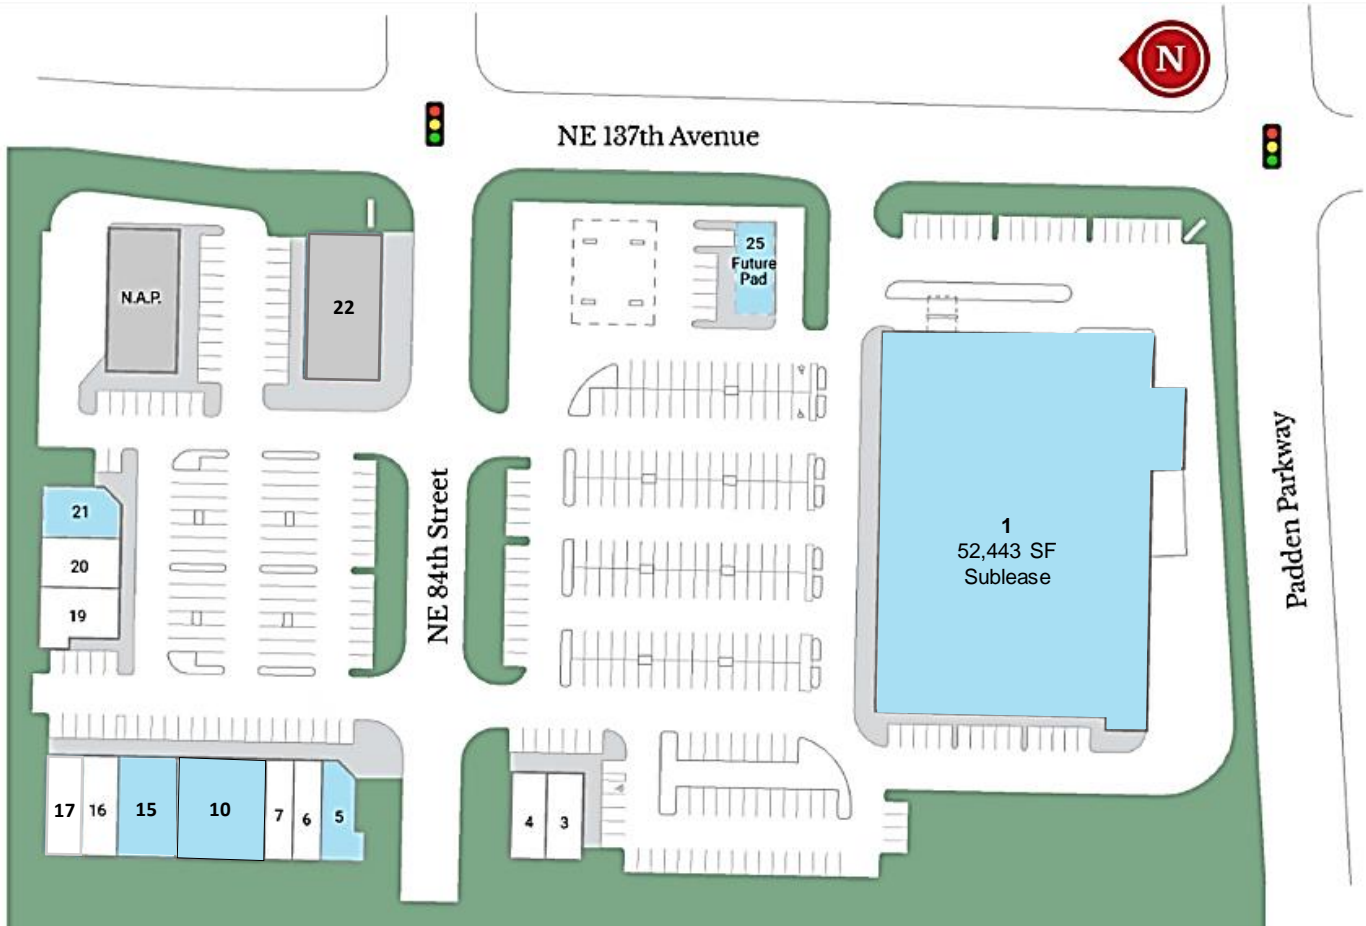 N
NE 137th Avenue
25
Future
Pad
N.A.P.
22
NE 84th Street
Padden Parkway
21
20
19
1
52,443 SF
Sublease
17
16
15
10
7
6
5
4
3